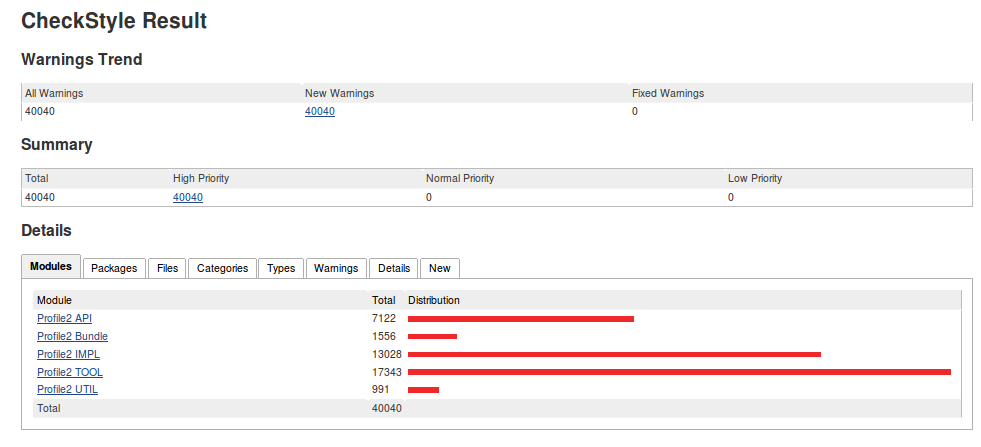 CheckStyle Result
Warnings Trend
All Warnings New Warnings Fixed Warnings
40040 40040 0
Summary
Total High Priority Normal Priority Low Priority
40040 40040 0 0
Details
Modules Packages Files Categories Types Warnings Details New
Module Total Distribution
Profile2 API 7122
Profile2 Bundle 1556
Profile2 IMPL 13028
Profile2 TOOL 17343
Profile2 UTIL 991
Total 40040